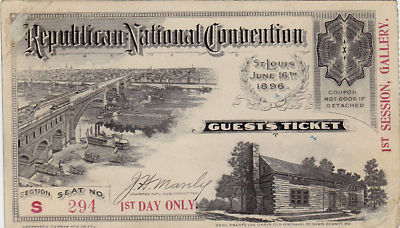 Republican National Convention
ST. LOUIS
JUNE 16TH
1896.
COUPON
NOT GOOD IF
DETACHED
1ST SESSION, GALLERY.
GUEST'S TICKET
SECTION
SEAT NO.
S
294
J.H. Manly
1ST DAY ONLY.